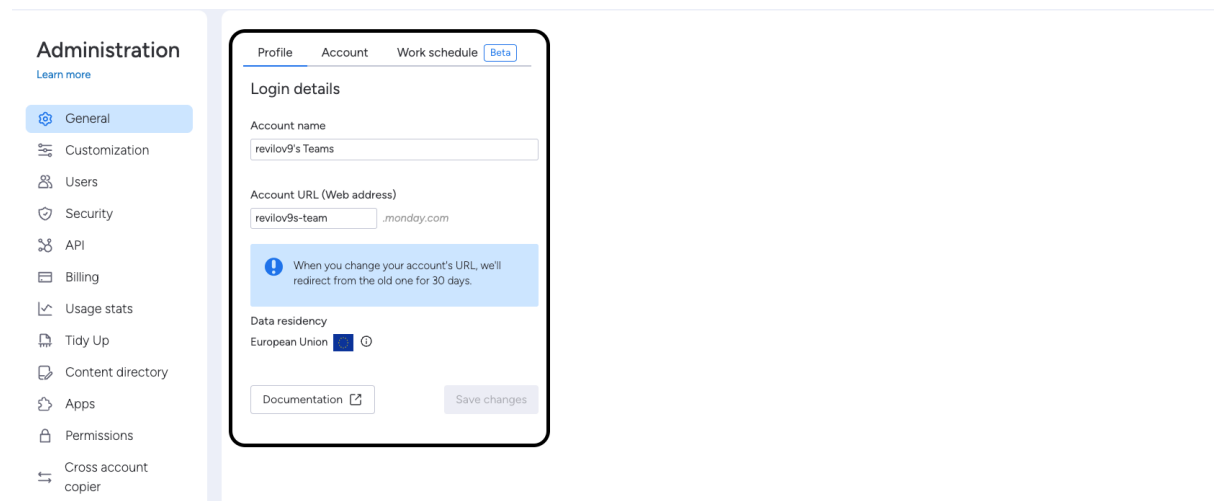 Administration
Learn more
General
Customization
Users
Security
API
Billing
Usage stats
Tidy Up
Content directory
Apps
Permissions
Cross account
copier
Profile Account Work schedule Beta
Login details
Account name
revilov9's Teams
Account URL (Web address)
revilov9s-team .monday.com
When you change your account's URL, we'll
redirect from the old one for 30 days.
Data residency
European Union
Documentation Save changes